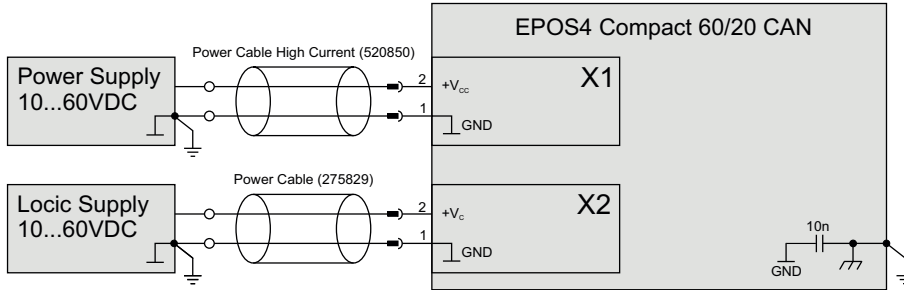 EPOS4 Compact 60/20 CAN
Power Cable High Current (520850)
Power Supply
10...60VDC
2
+Vcc
X1
1
GND
Power Cable (275829)
Locic Supply
10...60VDC
2
+Vc
X2
1
GND
10n
GND